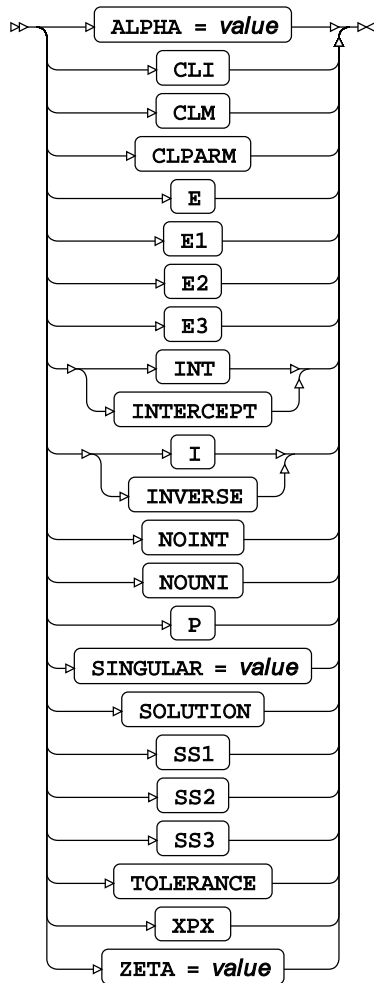 ALPHA = value
CLI
CLM
CLPARM
E
E1
E2
E3
INT
INTERCEPT
I
INVERSE
NOINT
NOUNI
P
SINGULAR = value
SOLUTION
SS1
SS2
SS3
TOLERANCE
XPX
ZETA = value